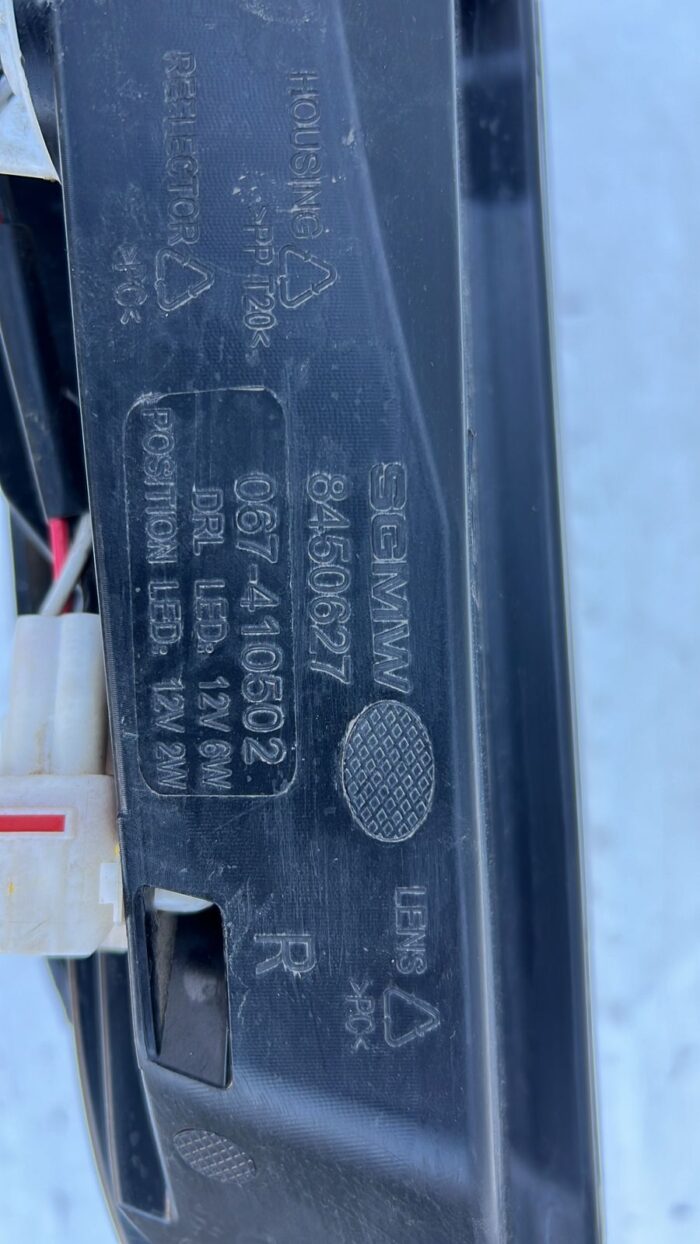 HOUSING
>PP T20<
REFLECTOR
>PC<
SGMW
8450627
067-410502
DRL LED: 12V 6W
POSITION LED: 12V 2W
LENS
>PC<
R